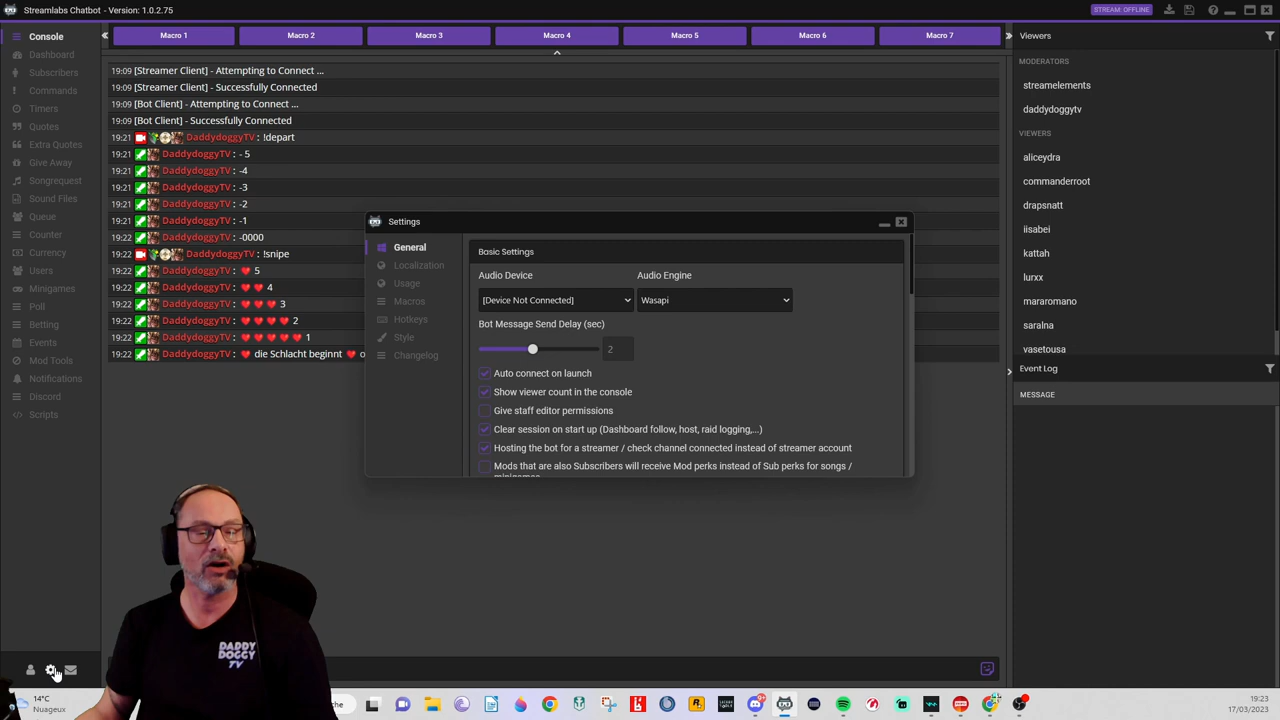 Streamlabs Chatbot - Version: 1.0.2.75
STREAM: OFFLINE
Console
Dashboard
Subscribers
Commands
Timers
Quotes
Extra Quotes
Give Away
Songrequest
Sound Files
Queue
Counter
Currency
Users
Minigames
Poll
Betting
Events
Mod Tools
Notifications
Discord
Scripts
Macro 1
Macro 2
Macro 3
Macro 4
Macro 5
Macro 6
Macro 7
19:09 [Streamer Client] - Attempting to Connect ...
19:09 [Streamer Client] - Successfully Connected
19:09 [Bot Client] - Attempting to Connect ...
19:09 [Bot Client] - Successfully Connected
19:21 DaddydoggyTV : !depart
19:21 DaddydoggyTV : - 5
19:21 DaddydoggyTV : -4
19:21 DaddydoggyTV : -3
19:21 DaddydoggyTV : -2
19:21 DaddydoggyTV : -1
19:22 DaddydoggyTV : -0000
19:22 DaddydoggyTV : !snipe
19:22 DaddydoggyTV : ❤ 5
19:22 DaddydoggyTV : ❤ ❤ 4
19:22 DaddydoggyTV : ❤ ❤ ❤ 3
19:22 DaddydoggyTV : ❤ ❤ ❤ ❤ 2
19:22 DaddydoggyTV : ❤ ❤ ❤ ❤ ❤ 1
19:22 DaddydoggyTV : ❤ die Schlacht beginnt ❤
Settings
General
Localization
Usage
Macros
Hotkeys
Style
Changelog
Basic Settings
Audio Device
Audio Engine
[Device Not Connected]
Wasapi
Bot Message Send Delay (sec)
2
Auto connect on launch
Show viewer count in the console
Give staff editor permissions
Clear session on start up (Dashboard follow, host, raid logging,...)
Hosting the bot for a streamer / check channel connected instead of streamer account
Mods that are also Subscribers will receive Mod perks instead of Sub perks for songs /
minigames
Viewers
MODERATORS
streamelements
daddydoggytv
VIEWERS
aliceydra
commanderroot
drapsnatt
iisabei
kattah
lurxx
mararomano
saralna
vasetousa
Event Log
MESSAGE
DADDY
DOGGY
TV
14°C
Nuageux
19:23
17/03/2023